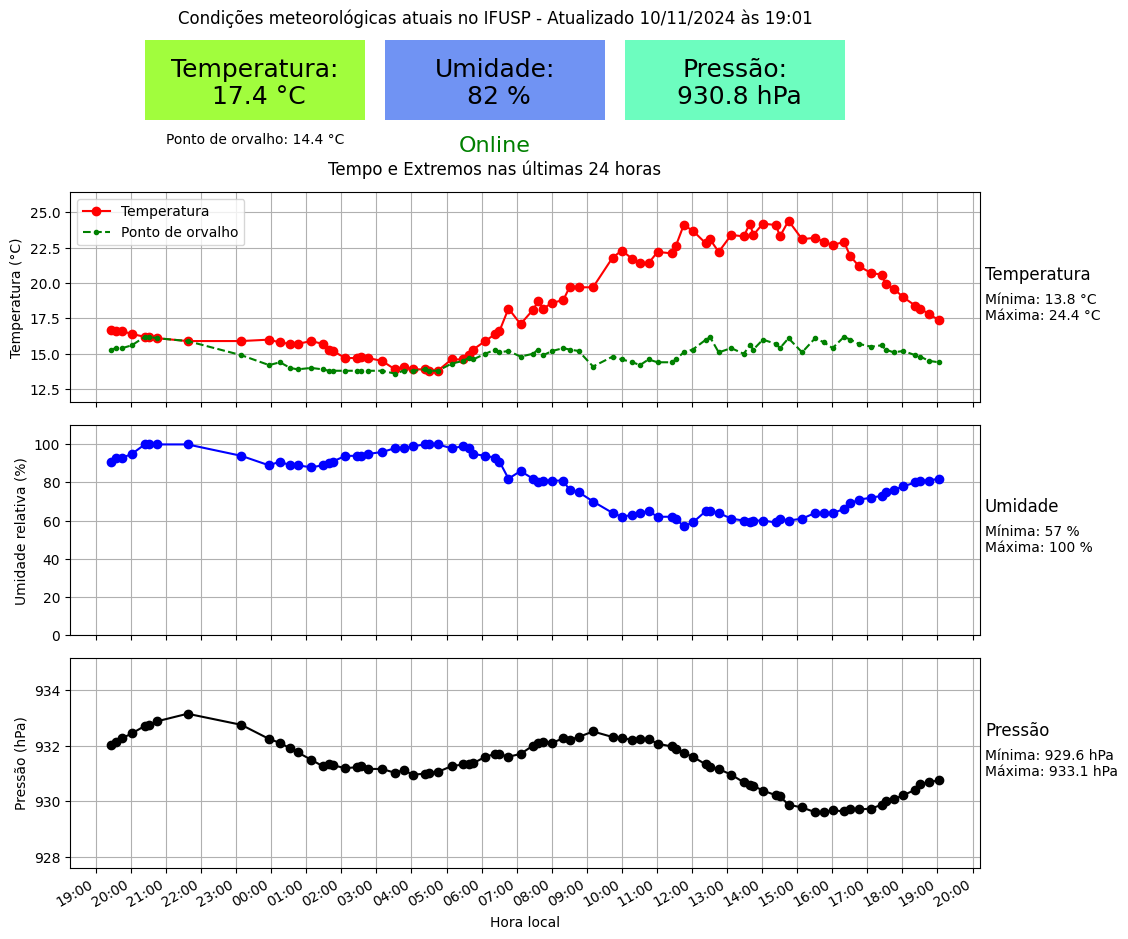 Condições meteorológicas atuais no IFUSP - Atualizado 10/11/2024 às 19:01
Temperatura:
17.4 °C
Umidade:
82 %
Pressão:
930.8 hPa
Ponto de orvalho: 14.4 °C
Online
Tempo e Extremos nas últimas 24 horas
Temperatura (°C)
25.0
22.5
20.0
17.5
15.0
12.5
Temperatura
Ponto de orvalho
Temperatura
Mínima: 13.8 °C
Máxima: 24.4 °C
Umidade relativa (%)
100
80
60
40
20
0
Umidade
Mínima: 57 %
Máxima: 100 %
Pressão (hPa)
934
932
930
928
Pressão
Mínima: 929.6 hPa
Máxima: 933.1 hPa
19:00
20:00
21:00
22:00
23:00
00:00
01:00
02:00
03:00
04:00
05:00
06:00
07:00
08:00
09:00
10:00
11:00
12:00
13:00
14:00
15:00
16:00
17:00
18:00
19:00
20:00
Hora local